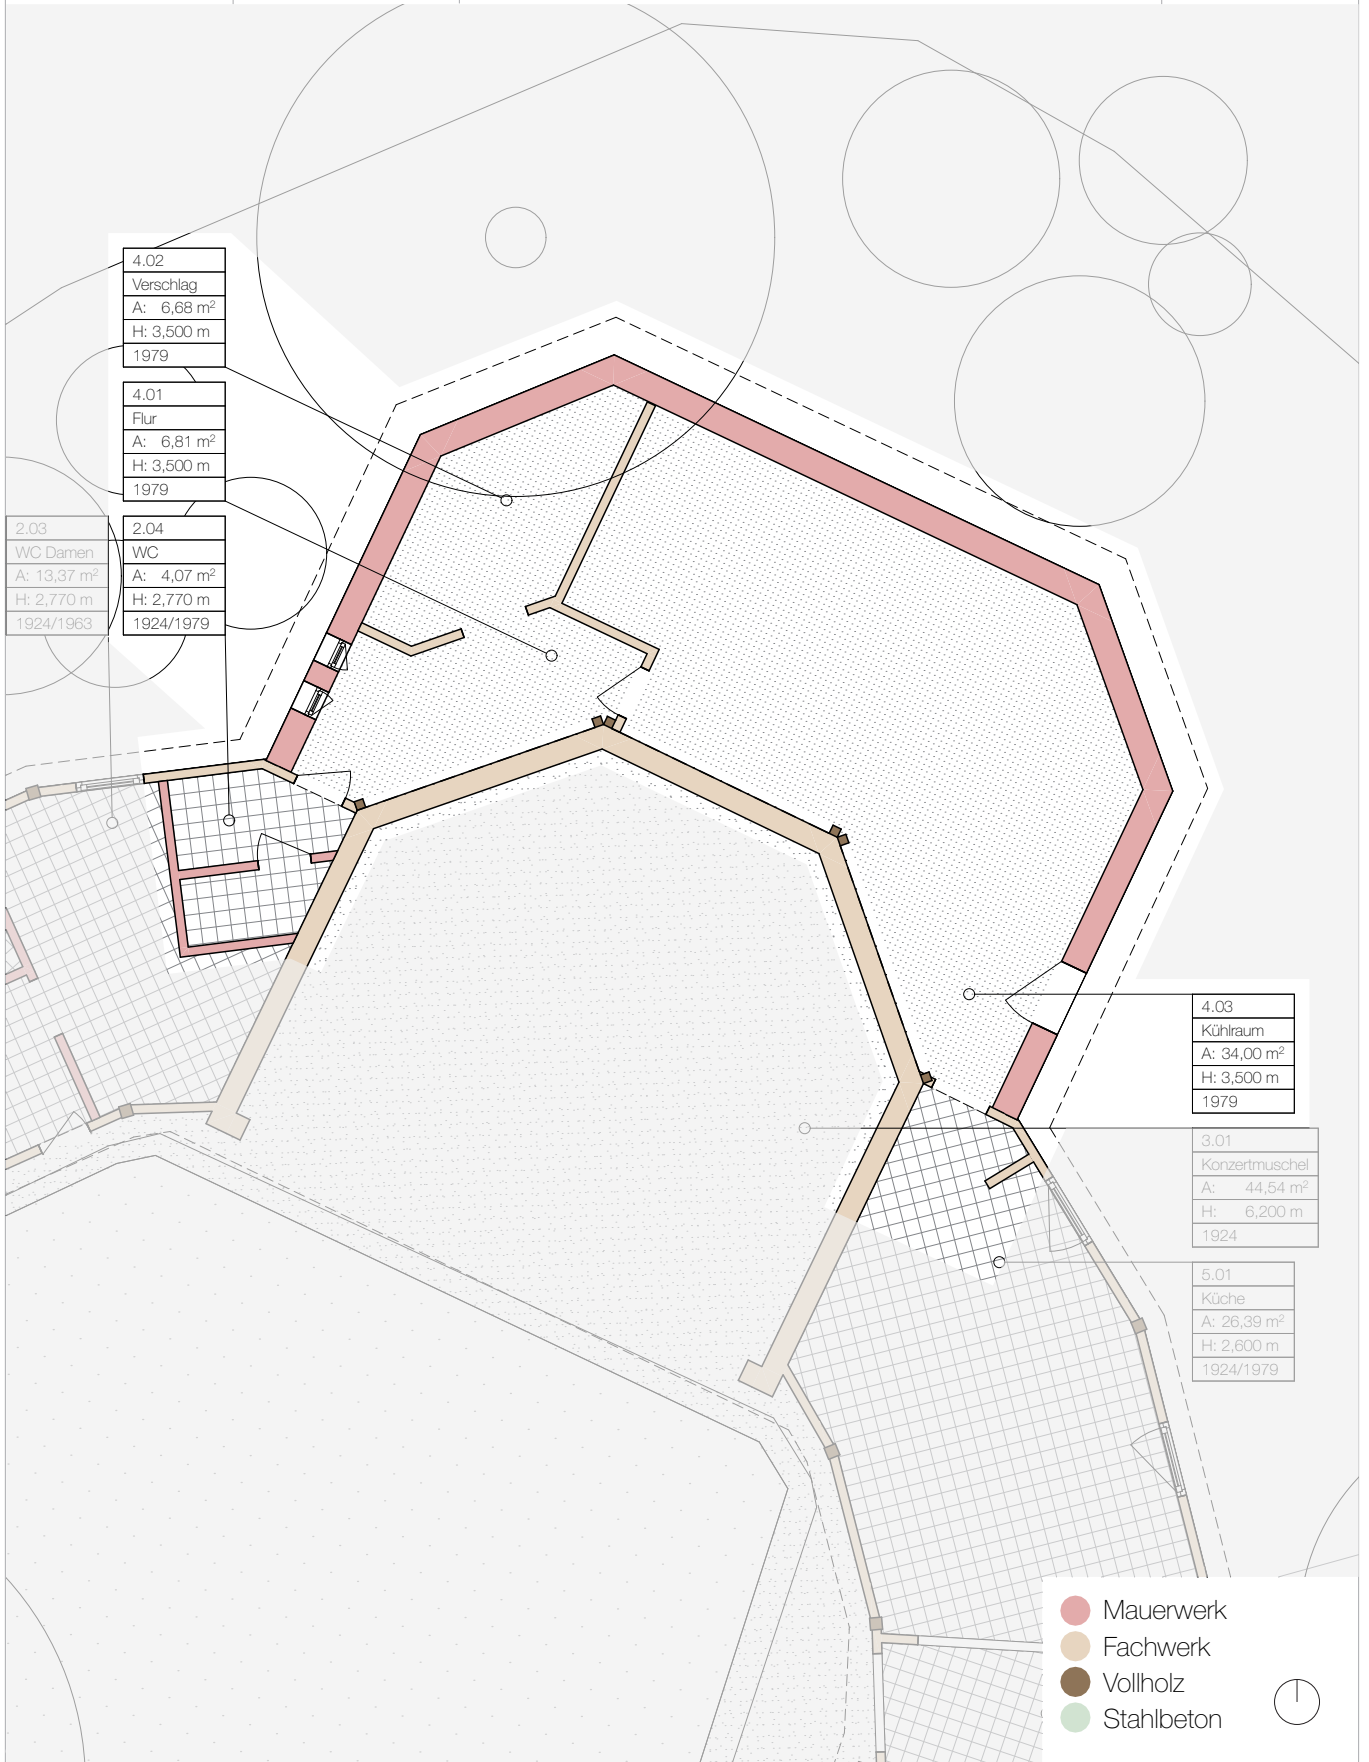 4.02
Verschlag
A: 6,68 m²
H: 3,500 m
1979
4.01
Flur
A: 6,81 m²
H: 3,500 m
1979
2.03
WC Damen
A: 13,37 m²
H: 2,770 m
1924/1963
2.04
WC
A: 4,07 m²
H: 2,770 m
1924/1979
4.03
Kühlraum
A: 34,00 m²
H: 3,500 m
1979
3.01
Konzertmuschel
A: 44,54 m²
H: 6,200 m
1924
5.01
Küche
A: 26,39 m²
H: 2,600 m
1924/1979
Mauerwerk
Fachwerk
Vollholz
Stahlbeton